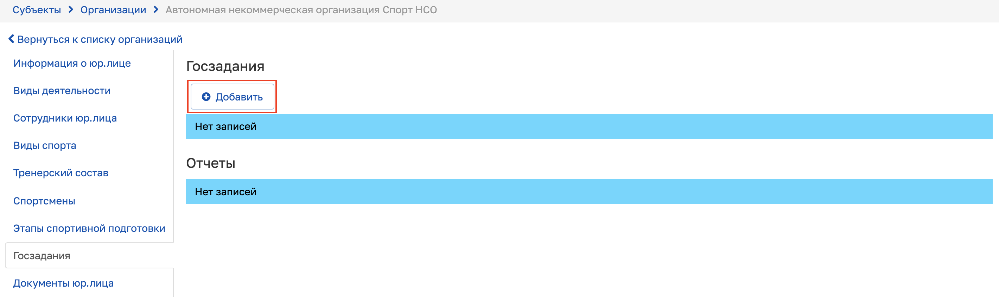 Субъекты > Организации > Автономная некоммерческая организация Спорт НСО
Вернуться к списку организаций
Информация о юр.лице
Виды деятельности
Сотрудники юр.лица
Виды спорта
Тренерский состав
Спортсмены
Этапы спортивной подготовки
Госзадания
Документы юр.лица
Госзадания
Добавить
Нет записей
Отчеты
Нет записей